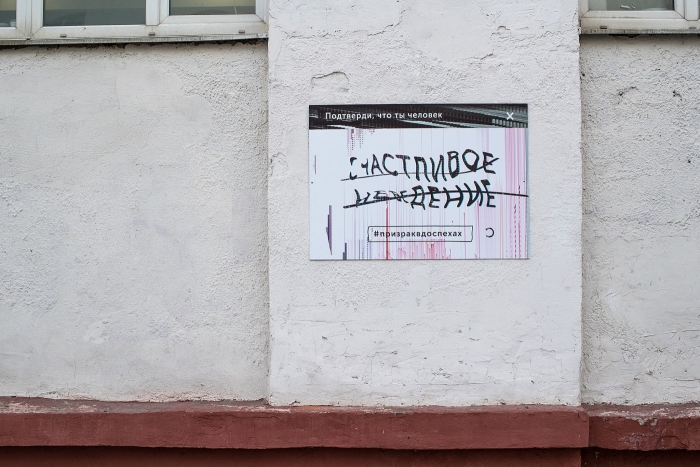 Подтверди, что ты человек
СЧАСТЛИВОЕ
#призраквдоспехах